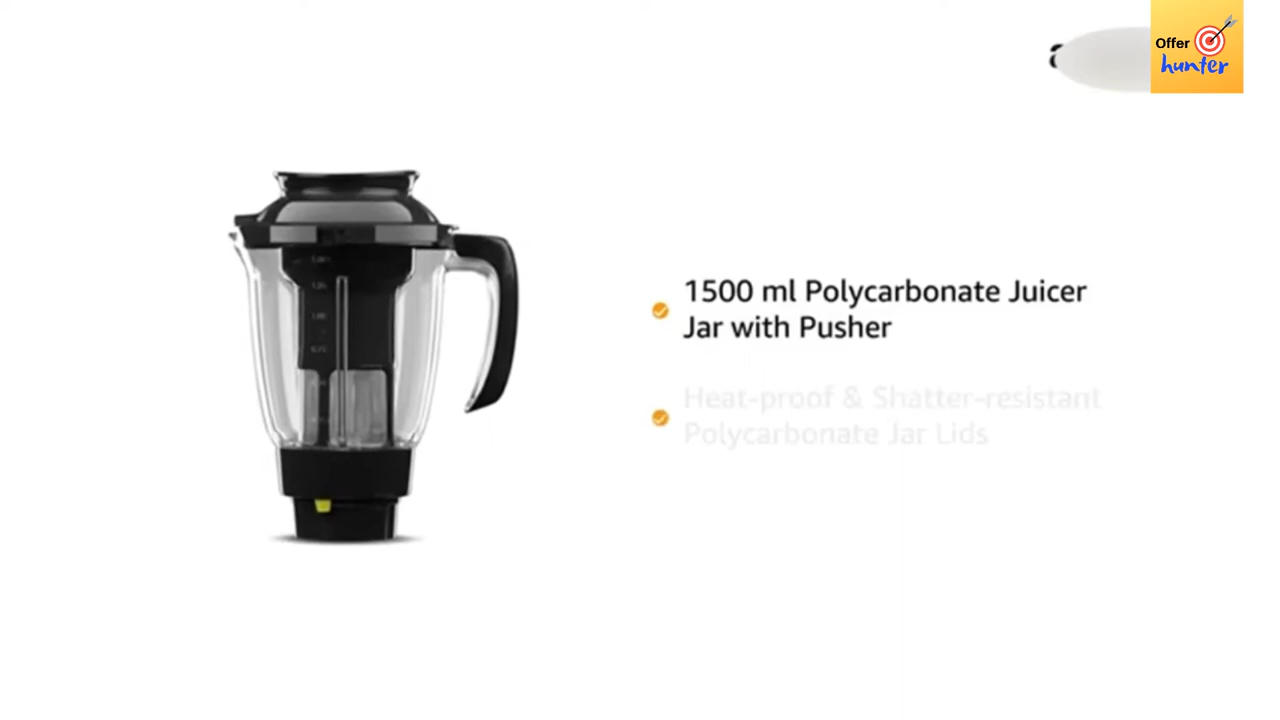 Offer
hunter
1500 ml Polycarbonate Juicer
Jar with Pusher
Heat-proof & Shatter-resistant
Polycarbonate Jar Lids